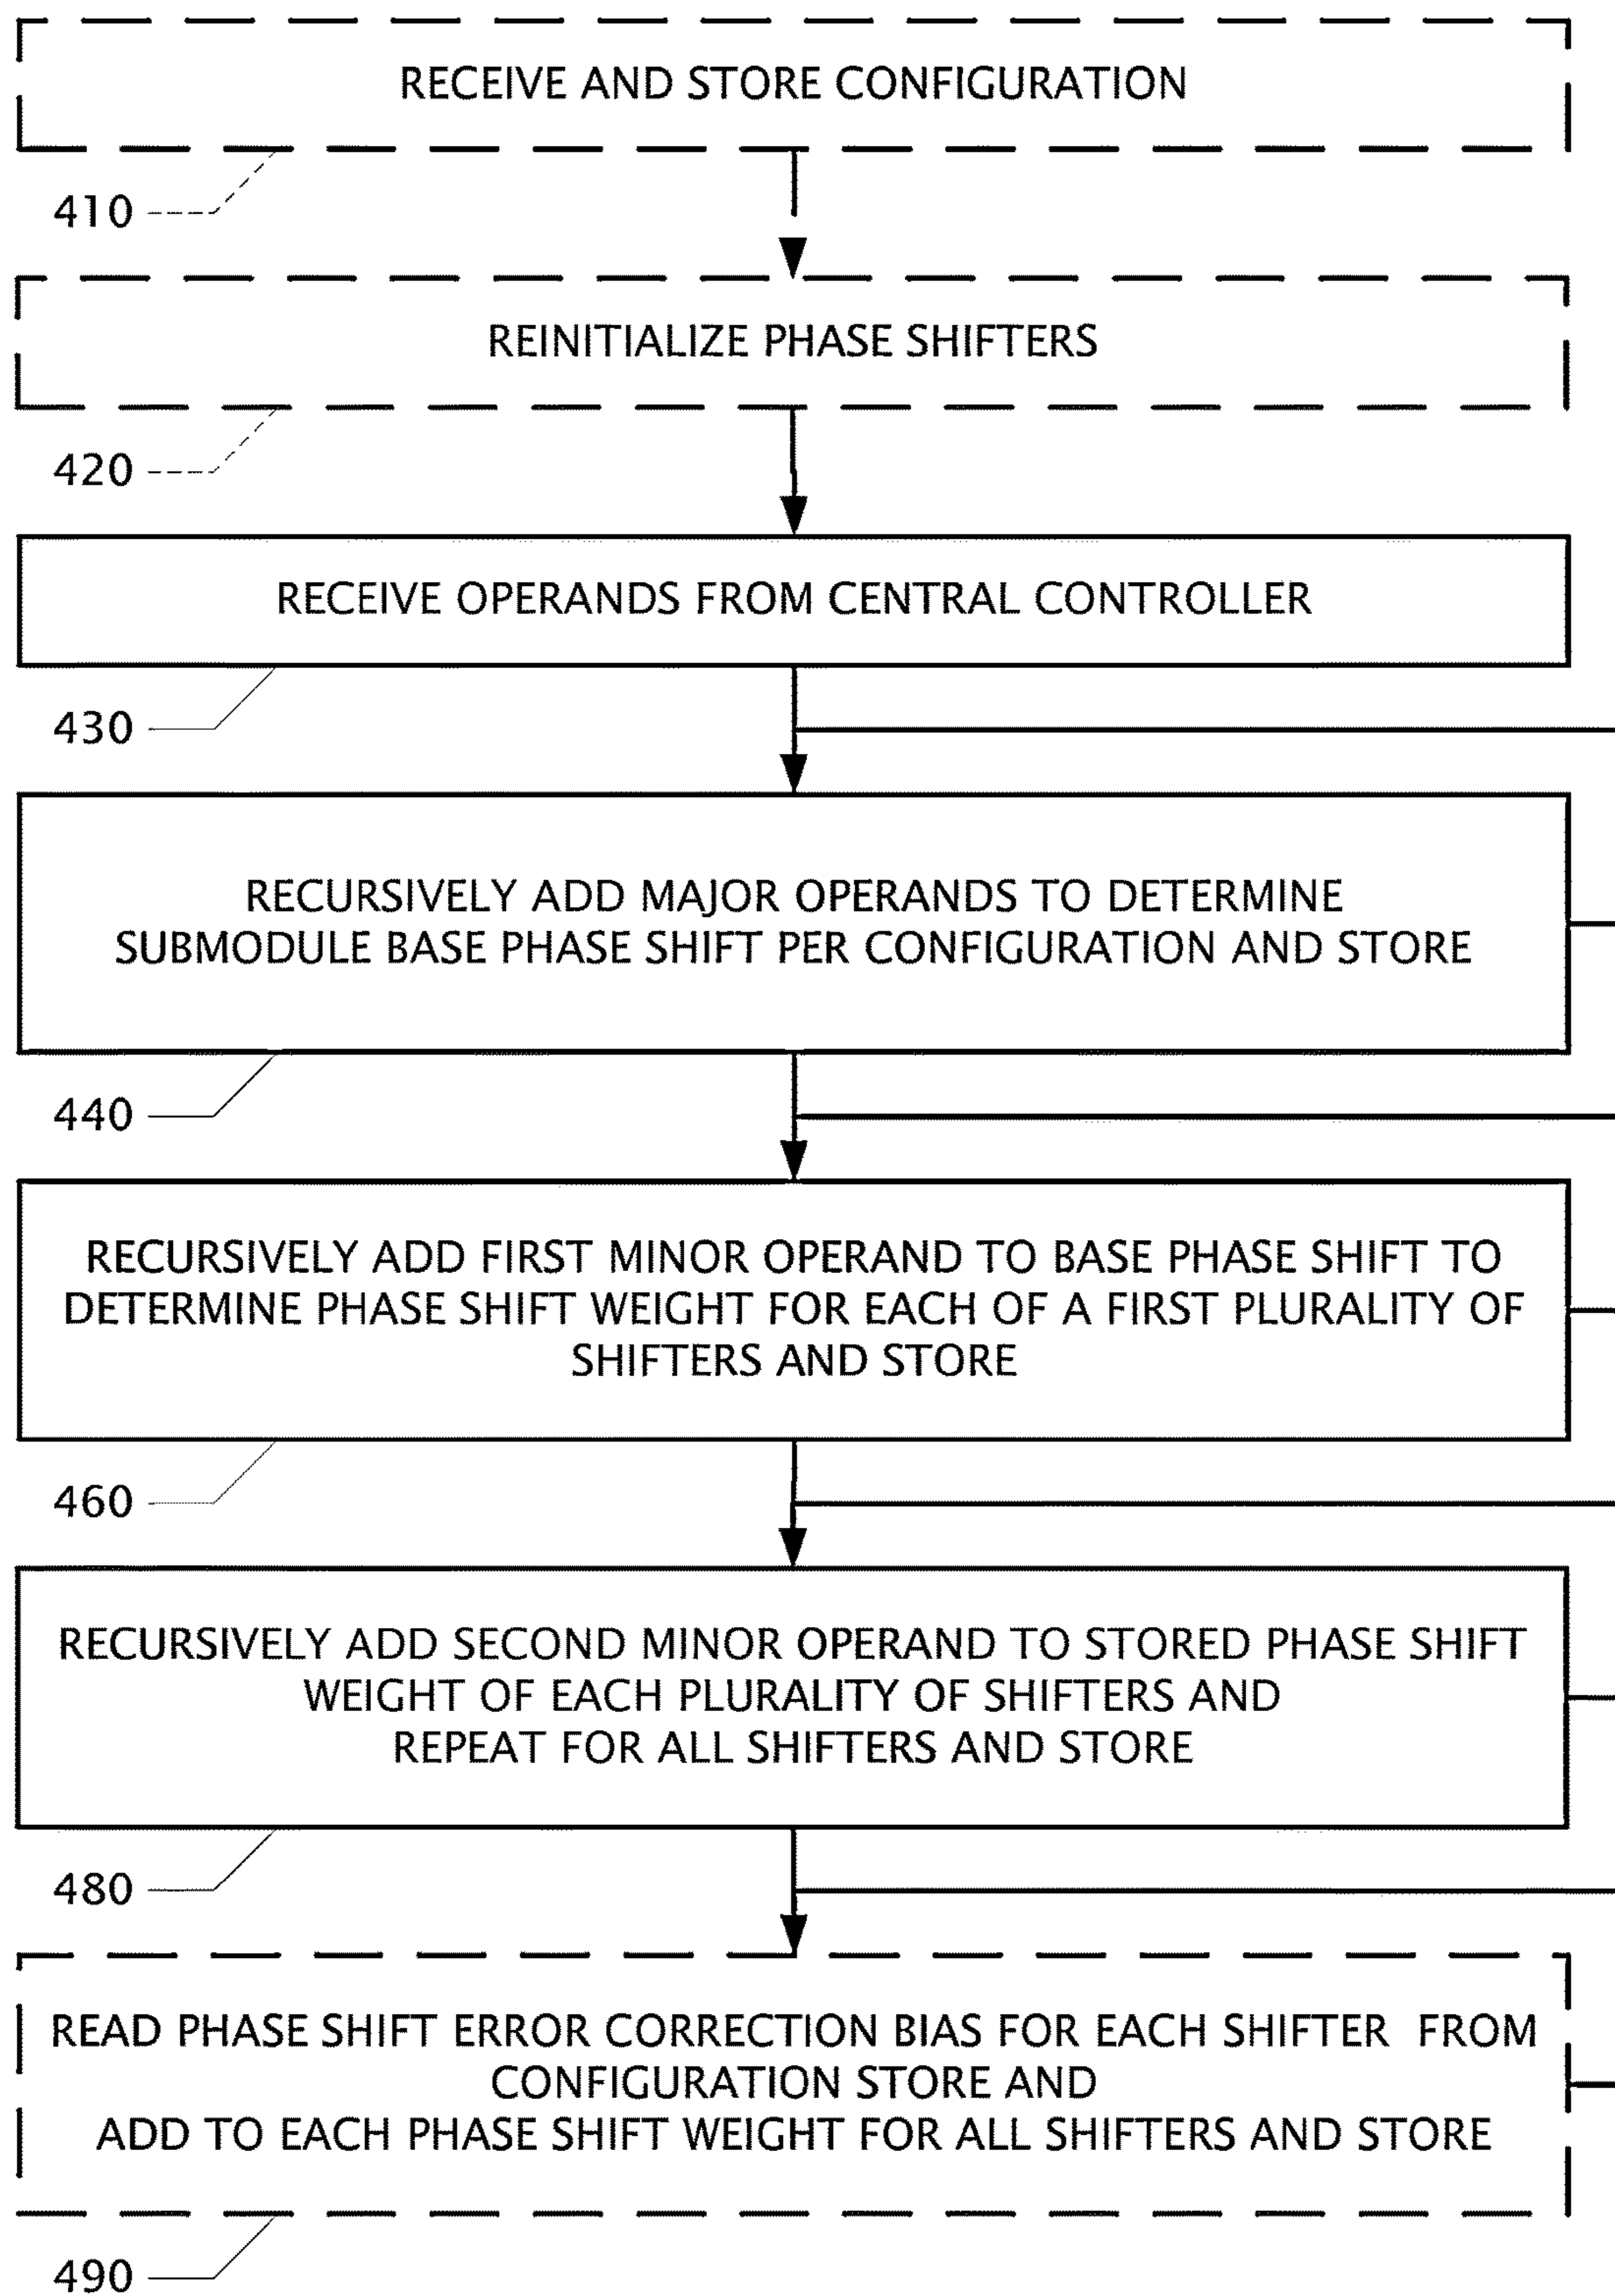 RECEIVE AND STORE CONFIGURATION
410
REINITIALIZE PHASE SHIFTERS
420
RECEIVE OPERANDS FROM CENTRAL CONTROLLER
430
RECURSIVELY ADD MAJOR OPERANDS TO DETERMINE
SUBMODULE BASE PHASE SHIFT PER CONFIGURATION AND STORE
440
RECURSIVELY ADD FIRST MINOR OPERAND TO BASE PHASE SHIFT TO
DETERMINE PHASE SHIFT WEIGHT FOR EACH OF A FIRST PLURALITY OF
SHIFTERS AND STORE
460
RECURSIVELY ADD SECOND MINOR OPERAND TO STORED PHASE SHIFT
WEIGHT OF EACH PLURALITY OF SHIFTERS AND
REPEAT FOR ALL SHIFTERS AND STORE
480
READ PHASE SHIFT ERROR CORRECTION BIAS FOR EACH SHIFTER FROM
CONFIGURATION STORE AND
ADD TO EACH PHASE SHIFT WEIGHT FOR ALL SHIFTERS AND STORE
490